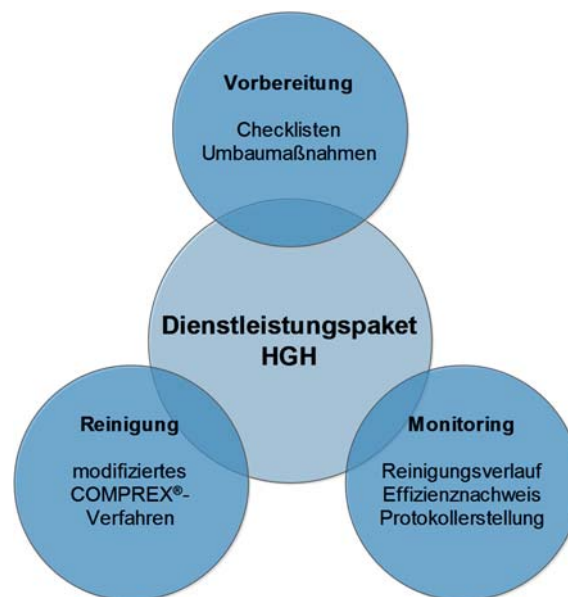 Vorbereitung
Checklisten
Umbaumaßnahmen
Dienstleistungspaket
HGH
Reinigung
modifiziertes
COMPREX®-
Verfahren
Monitoring
Reinigungsverlauf
Effizienznachweis
Protokollerstellung